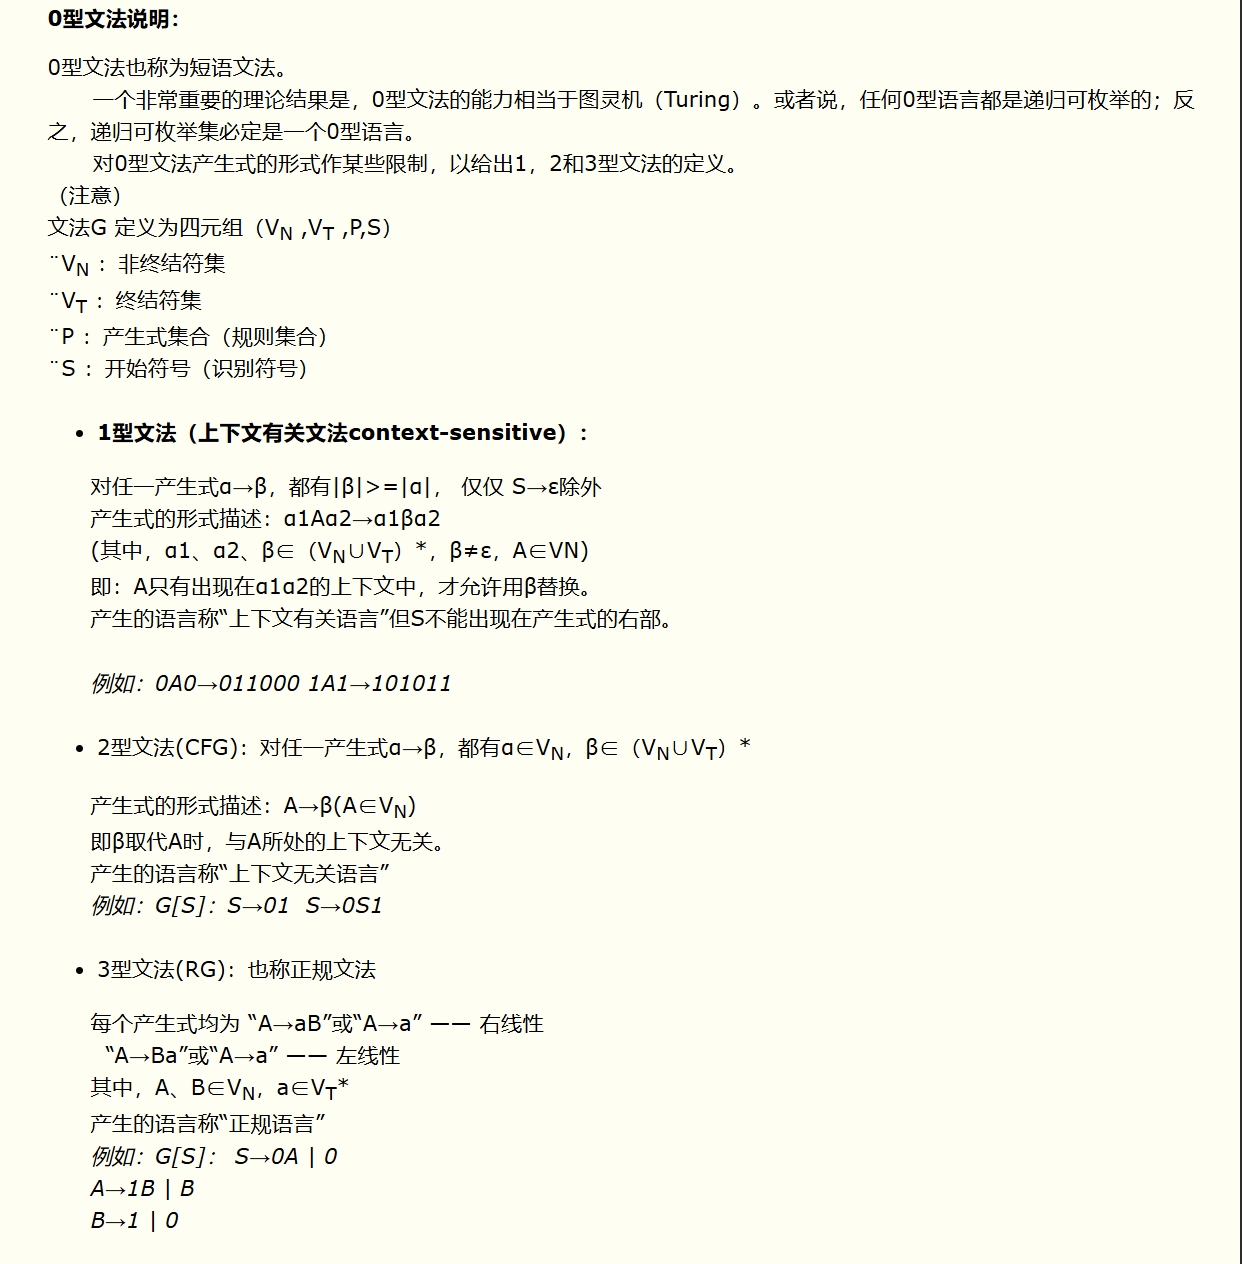 0型文法说明：
0型文法也称为短语文法。
一个非常重要的理论结果是，0型文法的能力相当于图灵机（Turing）。或者说，任何0型语言都是递归可枚举的；反
之，递归可枚举集必定是一个0型语言。
对0型文法产生式的形式作某些限制，以给出1，2和3型文法的定义。
（注意）
文法G 定义为四元组（VN ,VT ,P,S）
¨VN ：非终结符集
¨VT ：终结符集
¨P ：产生式集合（规则集合）
¨S ：开始符号（识别符号）
• 1型文法（上下文有关文法context-sensitive）:
对任一产生式α→β，都有|β|>=|α|， 仅仅 S→ε除外
产生式的形式描述：α1Aα2→α1βα2
(其中，α1、α2、β∈（VN∪VT）*，β≠ε，A∈VN)
即：A只有出现在α1α2的上下文中，才允许用β替换。
产生的语言称“上下文有关语言”但S不能出现在产生式的右部。
例如：0A0→011000 1A1→101011
• 2型文法(CFG)：对任一产生式α→β，都有α∈VN，β∈（VN∪VT）*
产生式的形式描述：A→β(A∈VN)
即β取代A时，与A所处的上下文无关。
产生的语言称“上下文无关语言”
例如：G[S]：S→01 S→0S1
• 3型文法(RG)：也称正规文法
每个产生式均为 “A→aB”或“A→a” —— 右线性
“A→Ba”或“A→a” —— 左线性
其中，A、B∈VN，a∈VT*
产生的语言称“正规语言”
例如：G[S]： S→0A | 0
A→1B | B
B→1 | 0